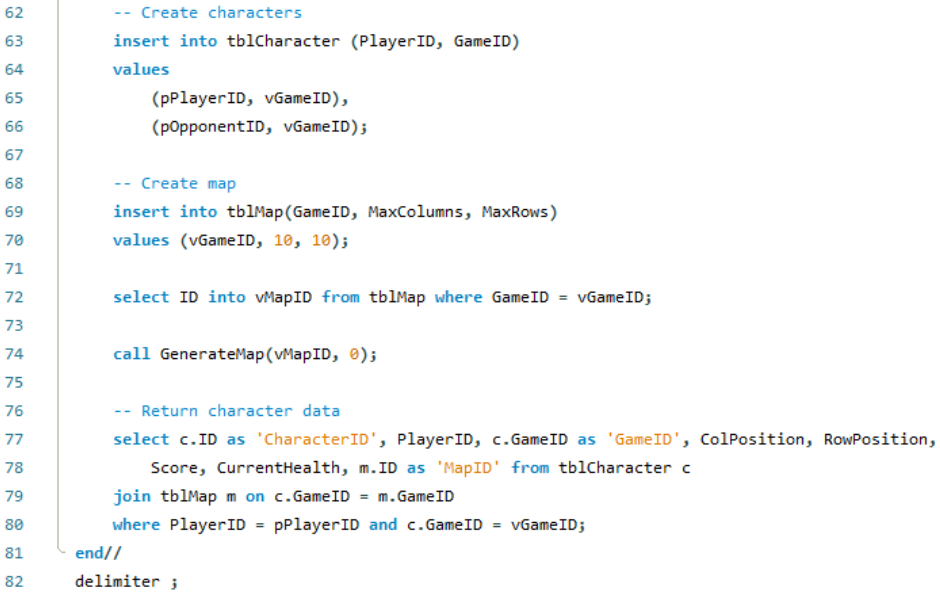 62 -- Create characters
63 insert into tblCharacter (PlayerID, GameID)
64 values
65 (pPlayerID, vGameID),
66 (pOpponentID, vGameID);
67
68 -- Create map
69 insert into tblMap(GameID, MaxColumns, MaxRows)
70 values (vGameID, 10, 10);
71
72 select ID into vMapID from tblMap where GameID = vGameID;
73
74 call GenerateMap(vMapID, 0);
75
76 -- Return character data
77 select c.ID as 'CharacterID', PlayerID, c.GameID as 'GameID', ColPosition, RowPosition,
78 Score, CurrentHealth, m.ID as 'MapID' from tblCharacter c
79 join tblMap m on c.GameID = m.GameID
80 where PlayerID = pPlayerID and c.GameID = vGameID;
81 end//
82 delimiter ;